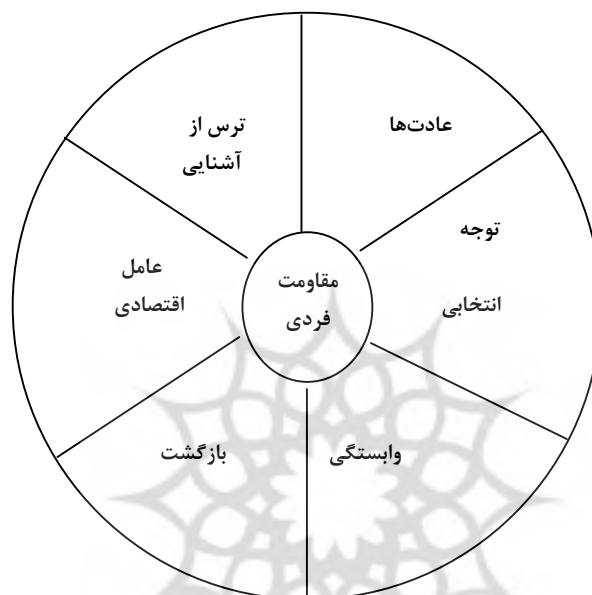 عادت‌ها
ترس از
آشنایی
توجه
انتخابی
مقاومت
فردی
عامل
اقتصادی
وابستگی
بازگشت